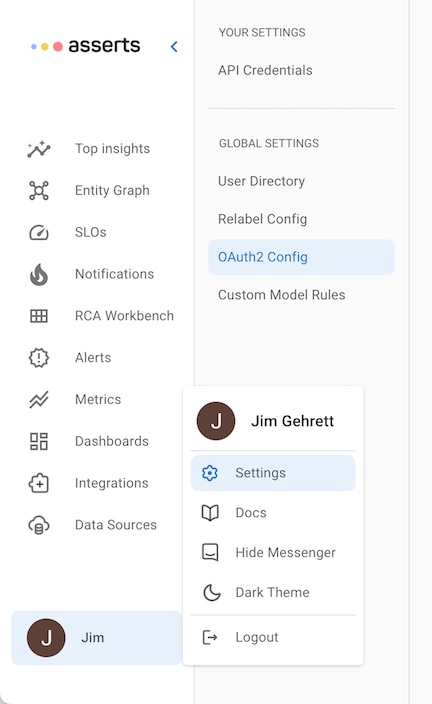 asserts
Top insights
Entity Graph
SLOs
Notifications
RCA Workbench
Alerts
Metrics
Dashboards
Integrations
Data Sources
J
Jim
YOUR SETTINGS
API Credentials
GLOBAL SETTINGS
User Directory
Relabel Config
OAuth2 Config
Custom Model Rules
J
Jim Gehrett
Settings
Docs
Hide Messenger
Dark Theme
Logout